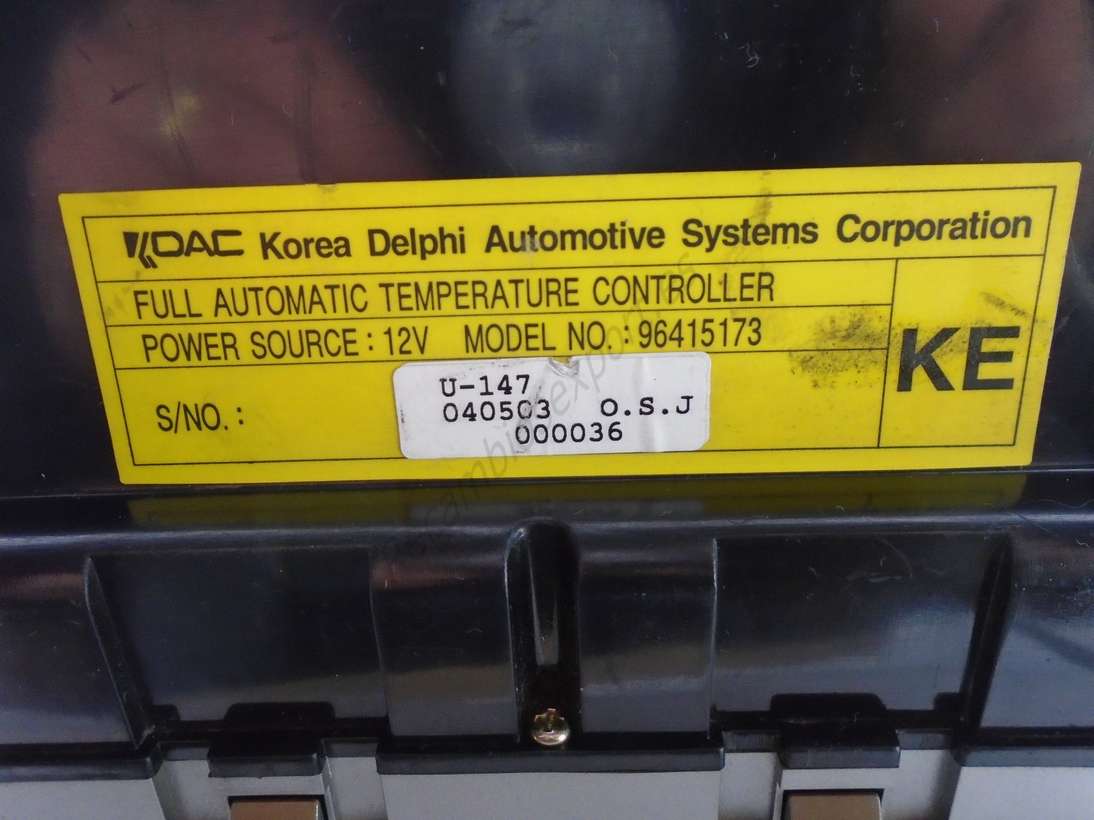 KDAC Korea Delphi Automotive Systems Corporation
FULL AUTOMATIC TEMPERATURE CONTROLLER
POWER SOURCE : 12V MODEL NO. : 96415173
KE
S/NO. :
U-147
040503 O.S.J
000036